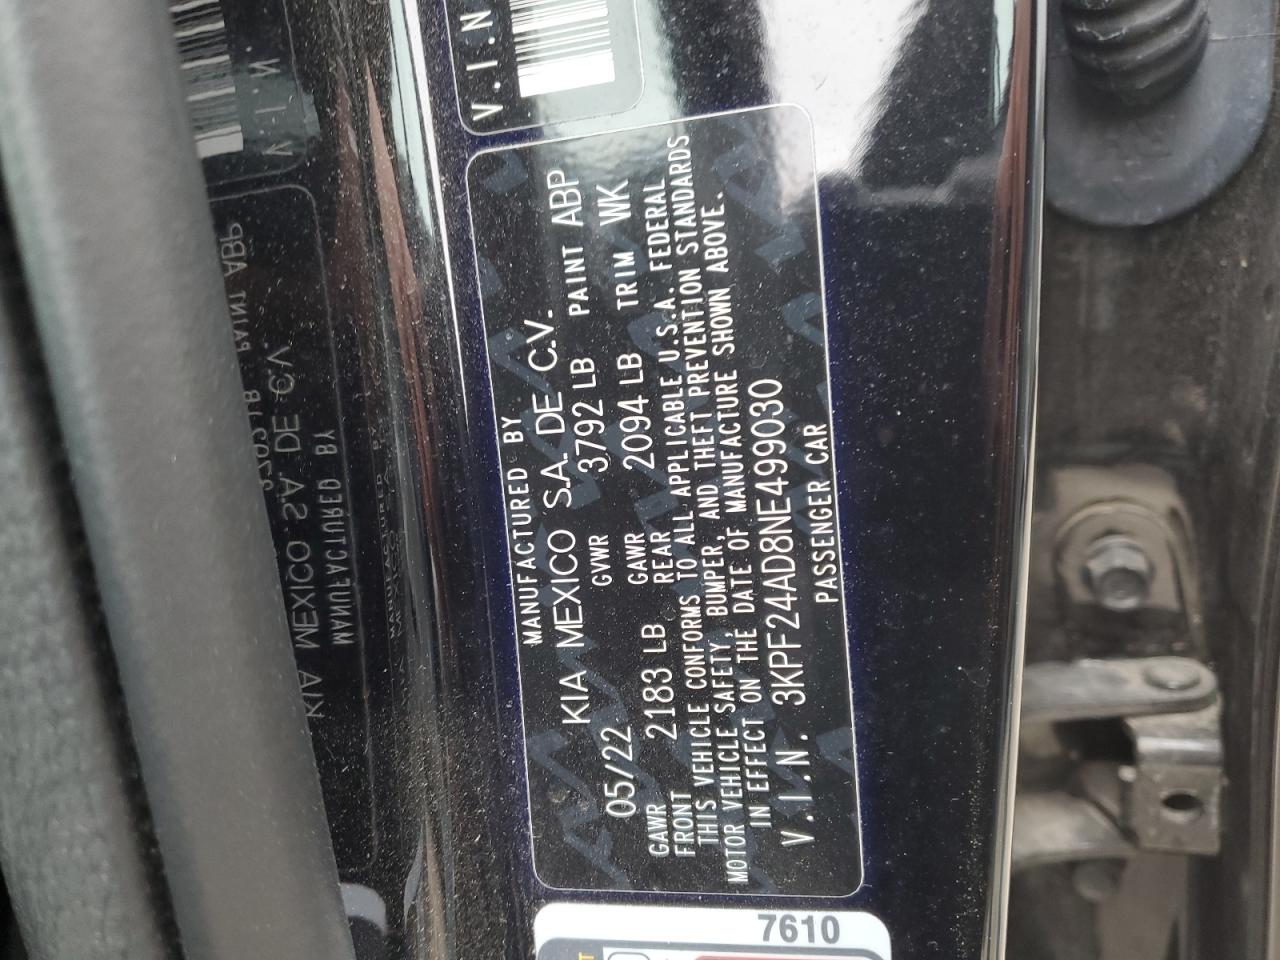 V.I.N
MANUFACTURED BY
KIA MEXICO S.A. DE C.V.
05/22 GVWR 3792 LB PAINT ABP
GAWR FRONT 2183 LB GAWR REAR 2094 LB TRIM WK
THIS VEHICLE CONFORMS TO ALL APPLICABLE U.S.A. FEDERAL
MOTOR VEHICLE SAFETY, BUMPER, AND THEFT PREVENTION STANDARDS
IN EFFECT ON THE DATE OF MANUFACTURE SHOWN ABOVE.
V.I.N. 3KPF24AD8NE499030
PASSENGER CAR
7610